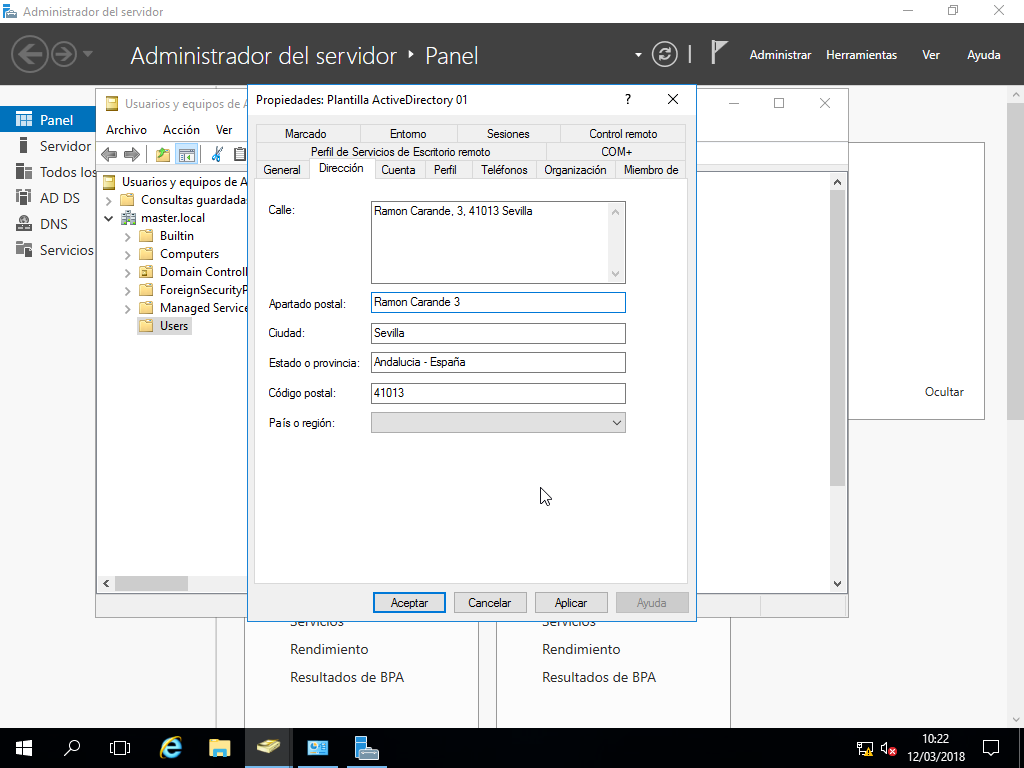 Administrador del servidor
Administrador del servidor ‣ Panel
Administrar Herramientas Ver Ayuda
Panel
Servidor
Todos los
AD DS
DNS
Servicios
Usuarios y equipos de A
Archivo Acción Ver
Usuarios y equipos de A
Consultas guardadas
master.local
Builtin
Computers
Domain Controll
ForeignSecurityP
Managed Service
Users
Propiedades: Plantilla ActiveDirectory 01
?
Marcado Entorno Sesiones Control remoto
Perfil de Servicios de Escritorio remoto COM+
General Dirección Cuenta Perfil Teléfonos Organización Miembro de
Calle: Ramon Carande, 3, 41013 Sevilla
Apartado postal: Ramon Carande 3
Ciudad: Sevilla
Estado o provincia: Andalucia - España
Código postal: 41013
País o región:
Aceptar Cancelar Aplicar Ayuda
Ocultar
Servicios Servicios
Rendimiento Rendimiento
Resultados de BPA Resultados de BPA
10:22
12/03/2018